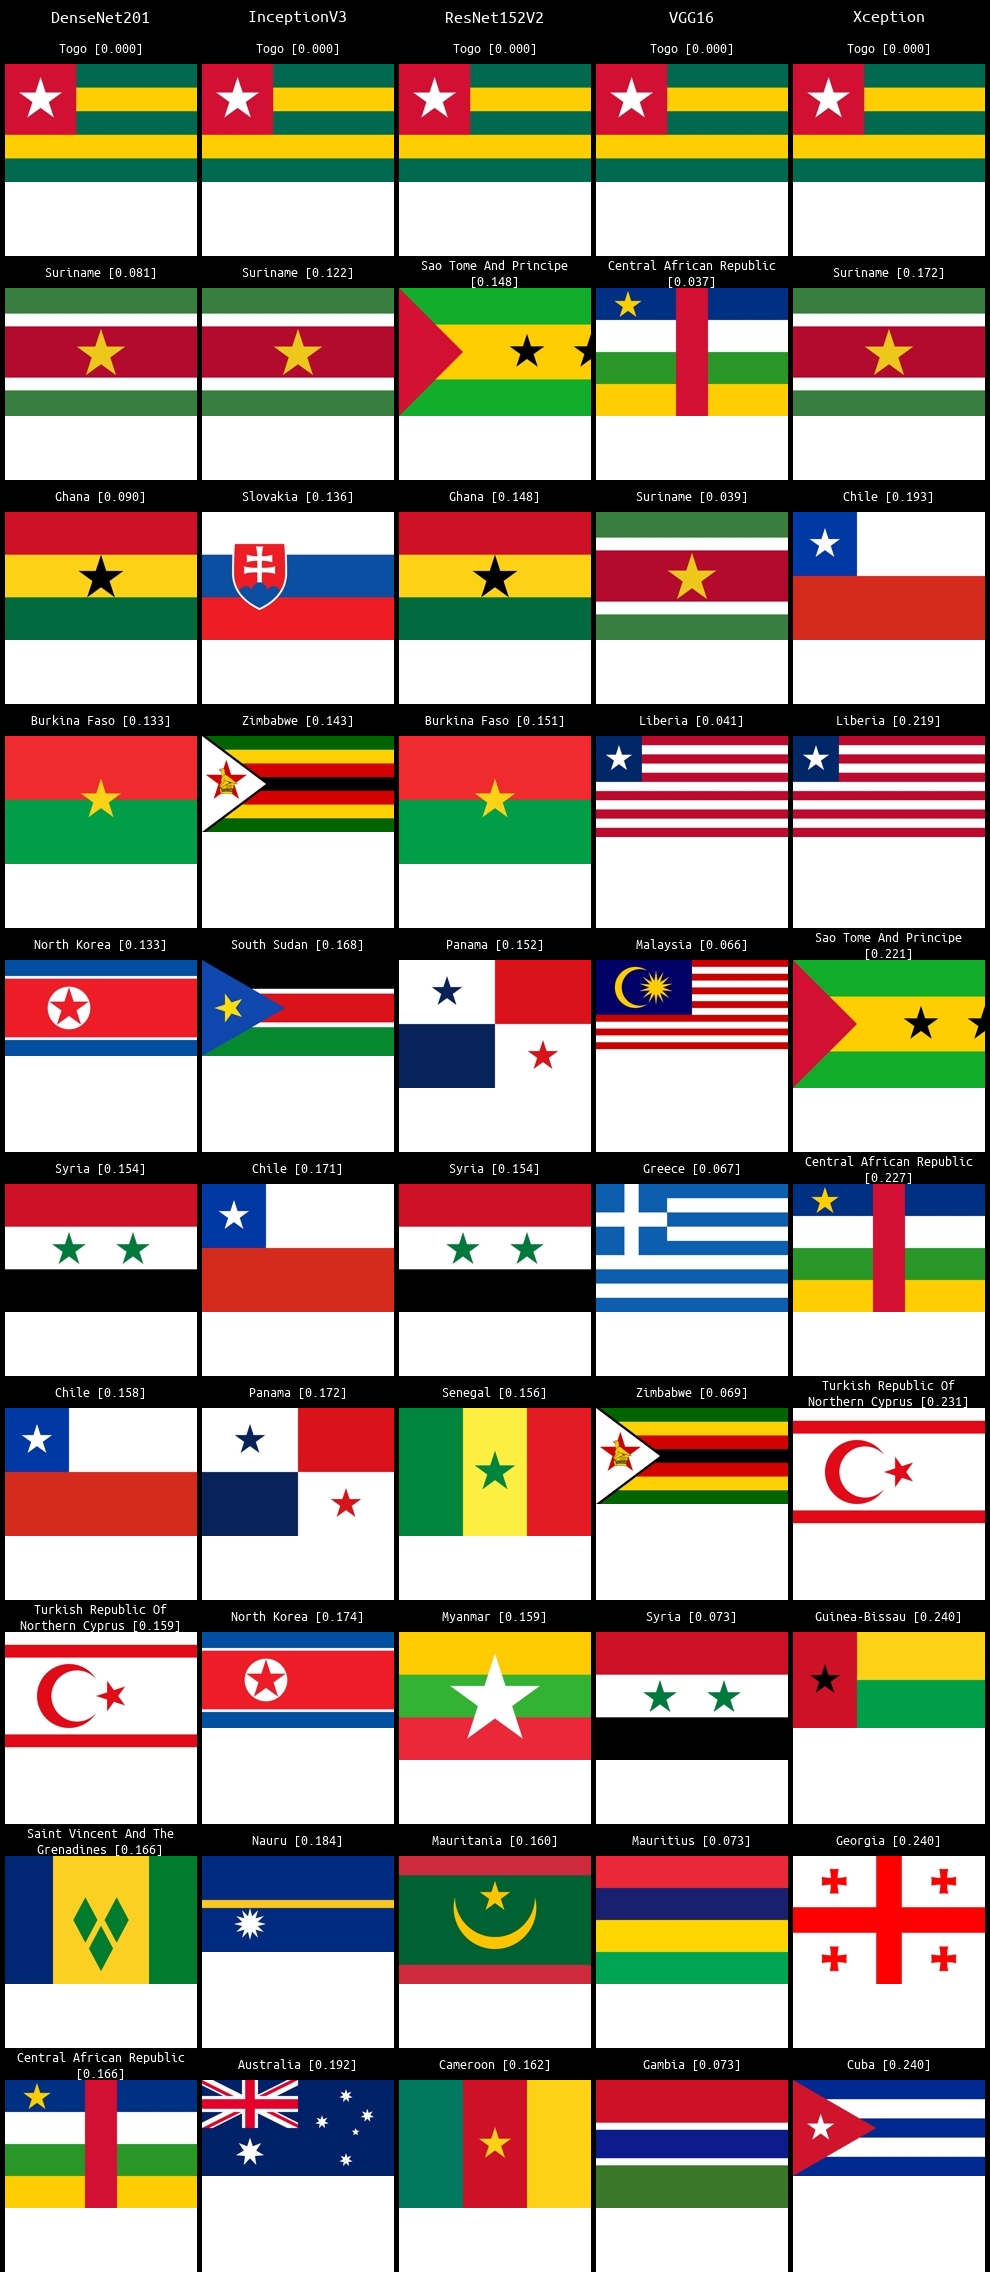 DenseNet201 InceptionV3 ResNet152V2 VGG16 Xception
Togo [0.000] Togo [0.000] Togo [0.000] Togo [0.000] Togo [0.000]
Suriname [0.081] Suriname [0.122] Sao Tome And Principe
[0.148] Central African Republic
[0.037] Suriname [0.172]
Ghana [0.090] Slovakia [0.136] Ghana [0.148] Suriname [0.039] Chile [0.193]
Burkina Faso [0.133] Zimbabwe [0.143] Burkina Faso [0.151] Liberia [0.041] Liberia [0.219]
North Korea [0.133] South Sudan [0.168] Panama [0.152] Malaysia [0.066] Sao Tome And Principe
[0.221]
Syria [0.154] Chile [0.171] Syria [0.154] Greece [0.067] Central African Republic
[0.227]
Chile [0.158] Panama [0.172] Senegal [0.156] Zimbabwe [0.069] Turkish Republic Of
Northern Cyprus [0.231]
Turkish Republic Of
Northern Cyprus [0.159] North Korea [0.174] Myanmar [0.159] Syria [0.073] Guinea-Bissau [0.240]
Saint Vincent And The
Grenadines [0.166] Nauru [0.184] Mauritania [0.160] Mauritius [0.073] Georgia [0.240]
Central African Republic
[0.166] Australia [0.192] Cameroon [0.162] Gambia [0.073] Cuba [0.240]